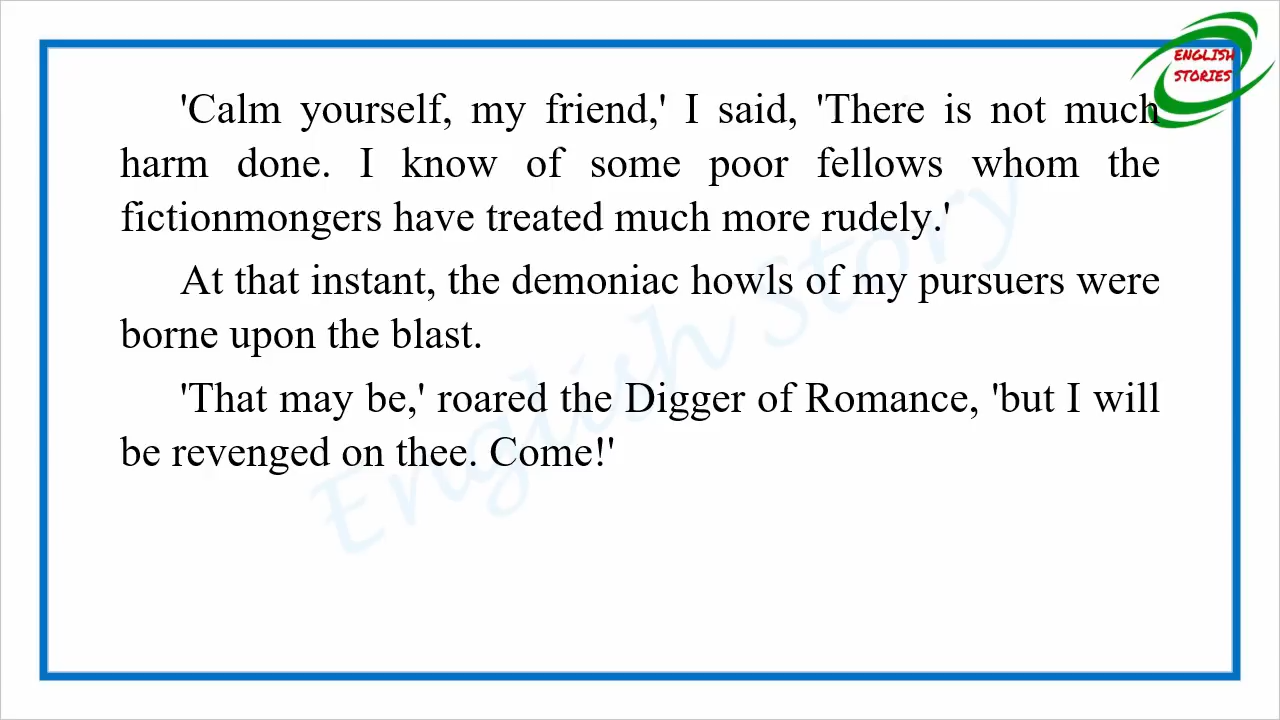 ENGLISH
STORIES
'Calm yourself, my friend,' I said, 'There is not much
harm done. I know of some poor fellows whom the
fictionmongers have treated much more rudely.'
At that instant, the demoniac howls of my pursuers were
borne upon the blast.
'That may be,' roared the Digger of Romance, 'but I will
be revenged on thee. Come!'
English Story